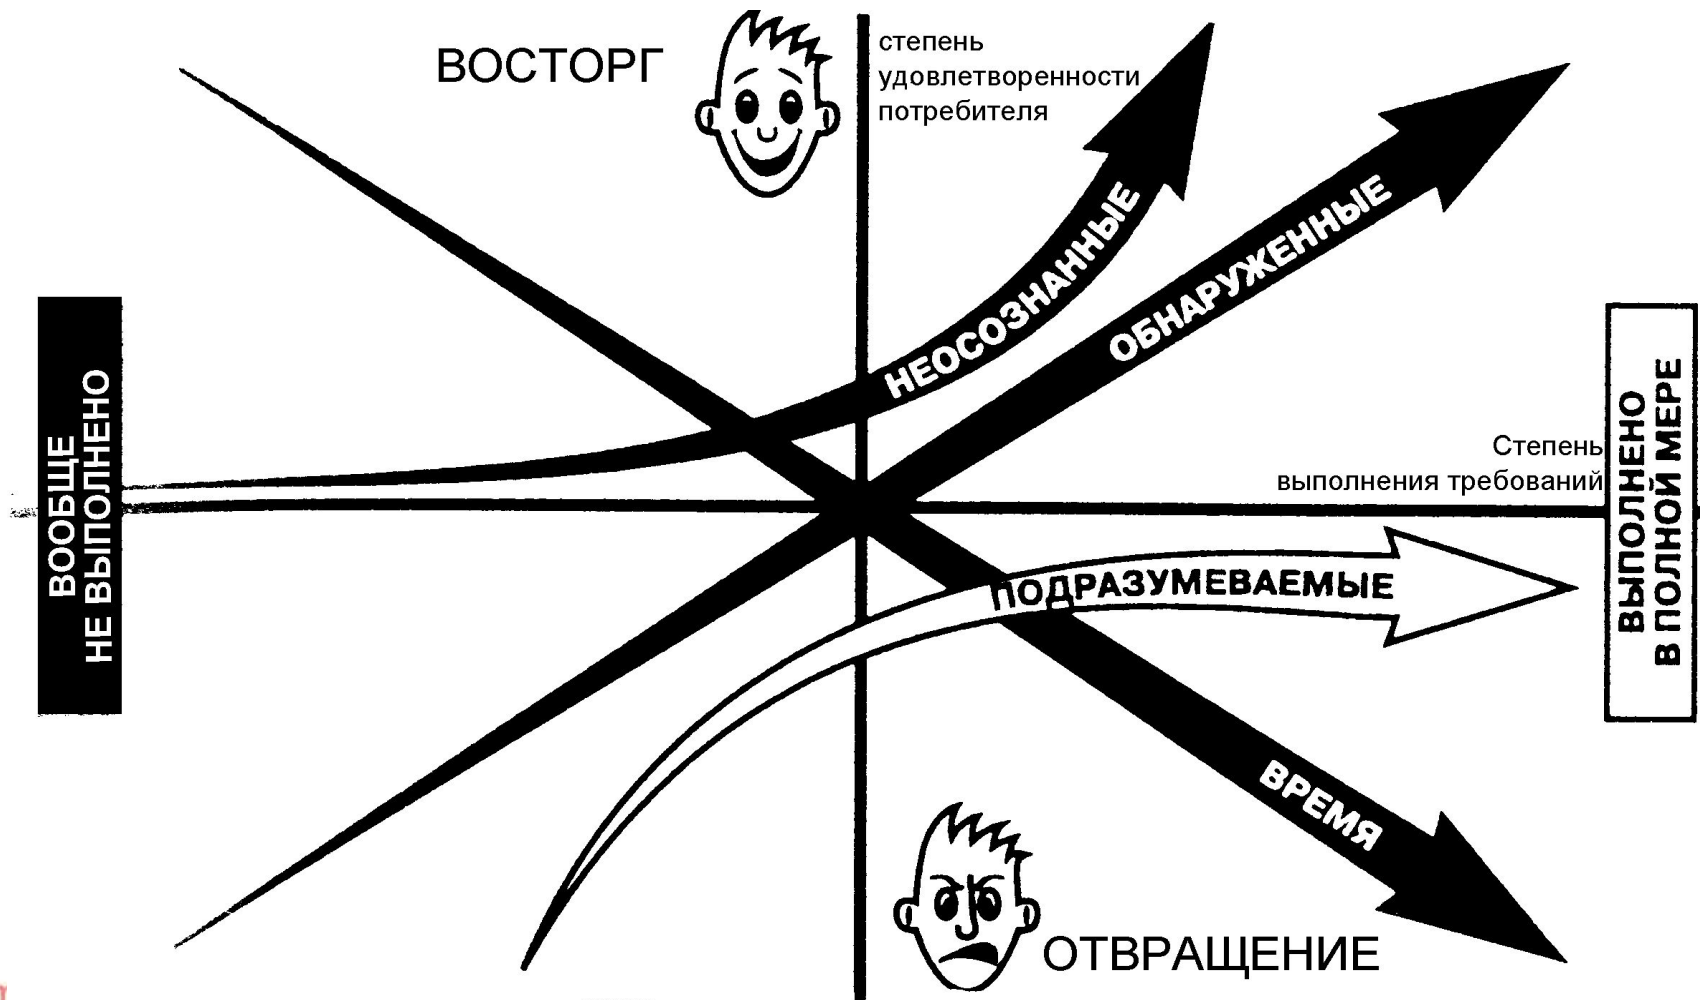 ВОСТОРГ
степень
удовлетворенности
потребителя
НЕОСОЗНАННЫЕ
ОБНАРУЖЕННЫЕ
ВООБЩЕ
НЕ ВЫПОЛНЕНО
Степень
выполнения требований
ВЫПОЛНЕНО
В ПОЛНОЙ МЕРЕ
ПОДРАЗУМЕВАЕМЫЕ
ВРЕМЯ
ОТВРАЩЕНИЕ